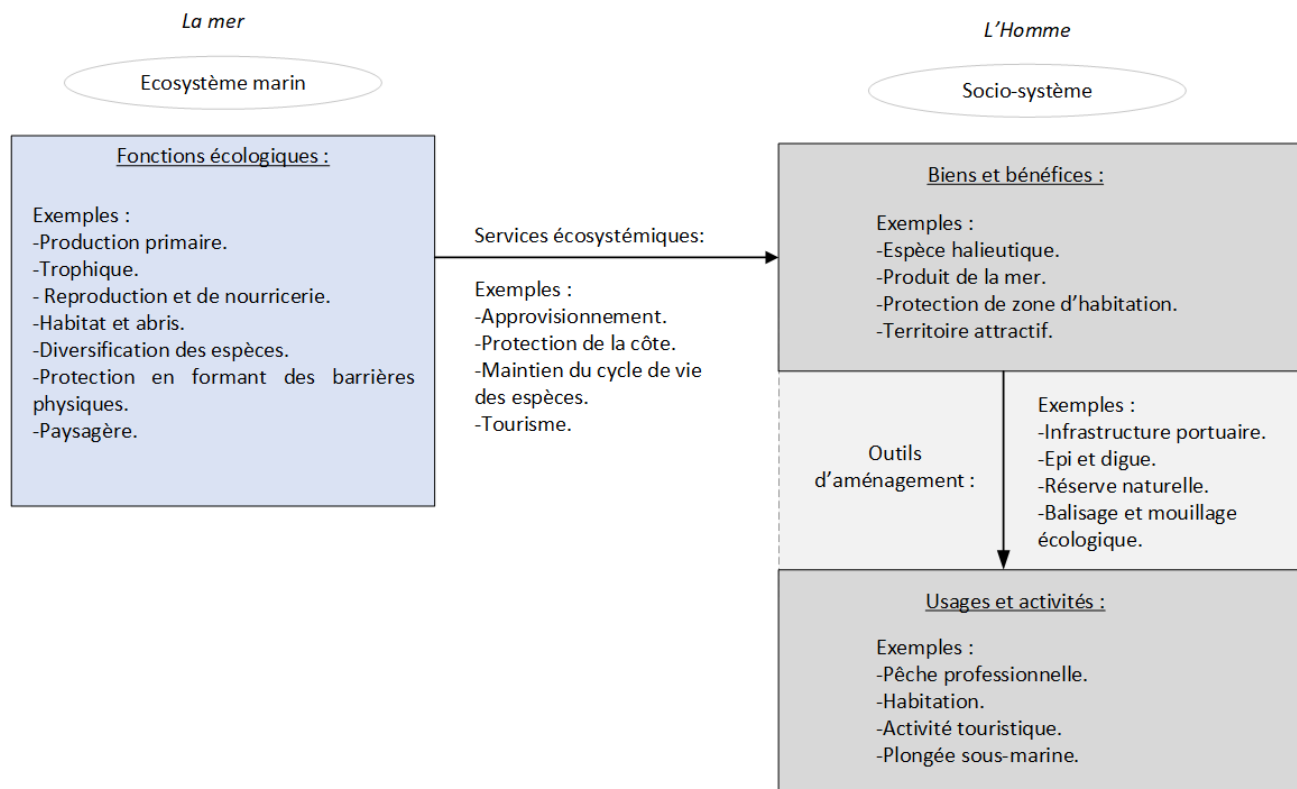 La mer
Ecosystème marin
Fonctions écologiques :
Exemples :
-Production primaire.
-Trophique.
- Reproduction et de nourricerie.
-Habitat et abris.
-Diversification des espèces.
-Protection en formant des barrières
physiques.
-Paysagère.
Services écosystémiques:
Exemples :
-Approvisionnement.
-Protection de la côte.
-Maintien du cycle de vie
des espèces.
-Tourisme.
L’Homme
Socio-système
Biens et bénéfices :
Exemples :
-Espèce halieutique.
-Produit de la mer.
-Protection de zone d’habitation.
-Territoire attractif.
Outils
d’aménagement :
Exemples :
-Infrastructure portuaire.
-Epi et digue.
-Réserve naturelle.
-Balisage et mouillage
écologique.
Usages et activités :
Exemples :
-Pêche professionnelle.
-Habitation.
-Activité touristique.
-Plongée sous-marine.